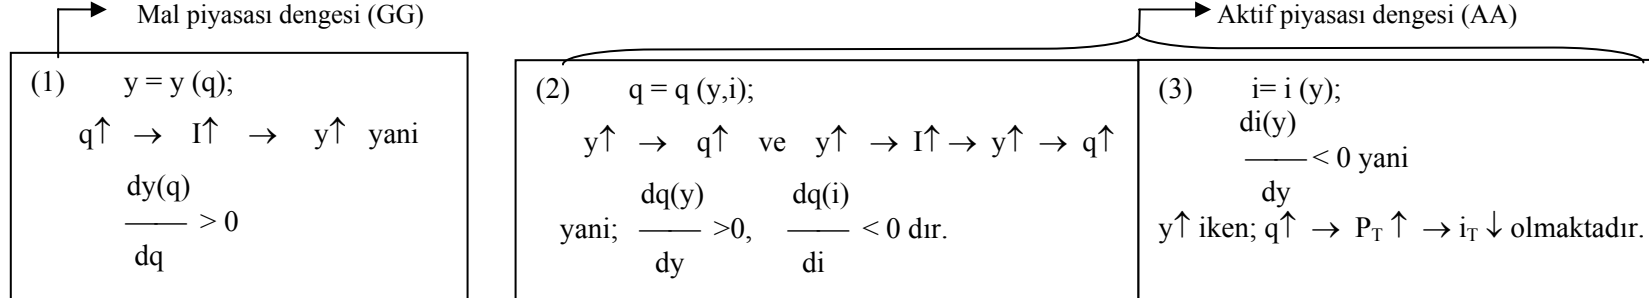 Mal piyasası dengesi (GG)
Aktif piyasası dengesi (AA)
(1) y = y (q);
q↑ → I↑ → y↑ yani
dy(q)
—— > 0
dq
(2) q = q (y,i);
y↑ → q↑ ve y↑ → I↑ → y↑ → q↑
dq(y) dq(i)
yani; —— >0, —— < 0 dır.
dy di
(3) i= i (y);
di(y)
—— < 0 yani
dy
y↑ iken; q↑ → P_T ↑ → i_T ↓ olmaktadır.